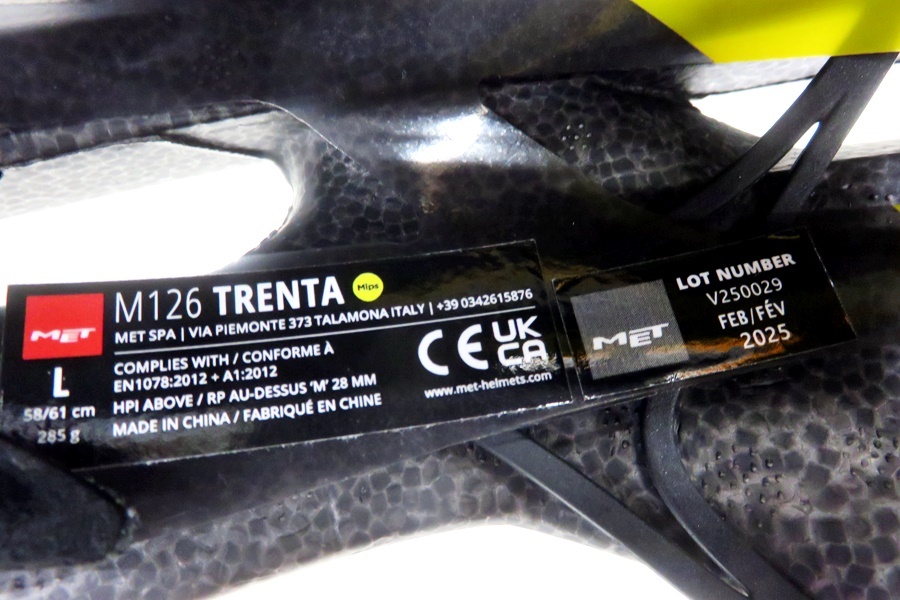 MET
L
58/61 cm
285 g
M126 TRENTA Mips
MET SPA | VIA PIEMONTE 373 TALAMONA ITALY | +39 0342615876
COMPLIES WITH / CONFORME À
EN1078:2012 + A1:2012
HPI ABOVE / RP AU-DESSUS ‘M’ 28 MM
MADE IN CHINA / FABRIQUÉ EN CHINE
CE UK
CA
www.met-helmets.com
MET
LOT NUMBER
V250029
FEB/FÉV
2025